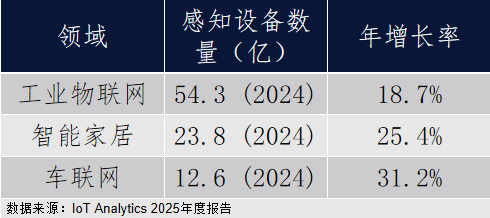 领域 感知设备数量（亿） 年增长率
工业物联网 54.3 (2024) 18.7%
智能家居 23.8 (2024) 25.4%
车联网 12.6 (2024) 31.2%
数据来源：IoT Analytics 2025年度报告